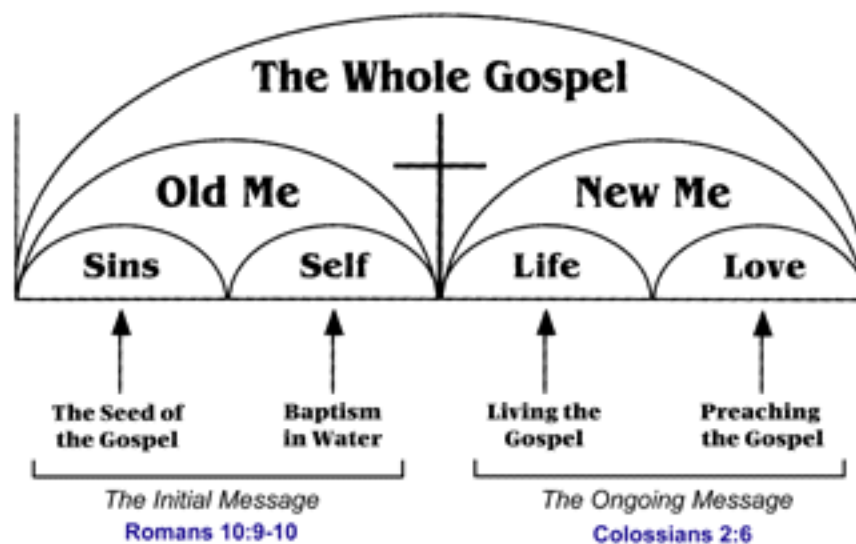 The Whole Gospel
Old Me
New Me
Sins
Self
Life
Love
The Seed of
the Gospel
Baptism
in Water
Living the
Gospel
Preaching
the Gospel
The Initial Message
Romans 10:9-10
The Ongoing Message
Colossians 2:6